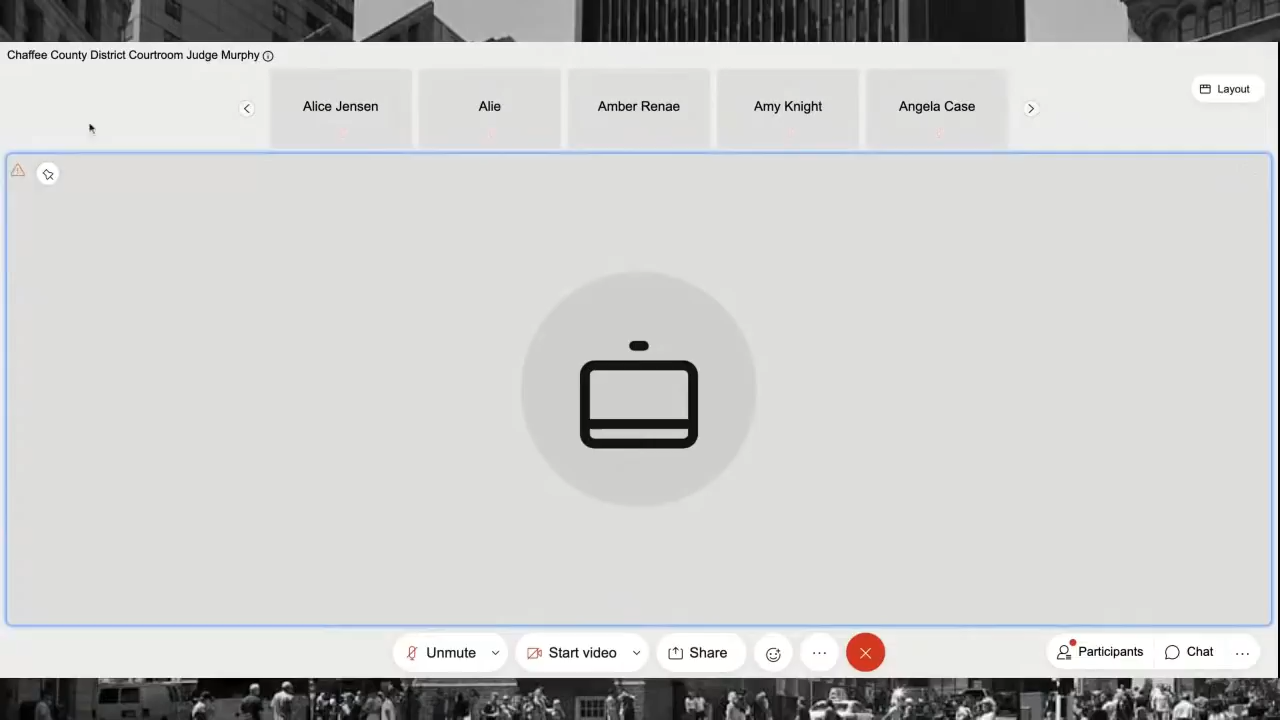 Chaffee County District Courtroom Judge Murphy
Alice Jensen
Alie
Amber Renae
Amy Knight
Angela Case
Layout
Unmute
Start video
Share
Participants
Chat